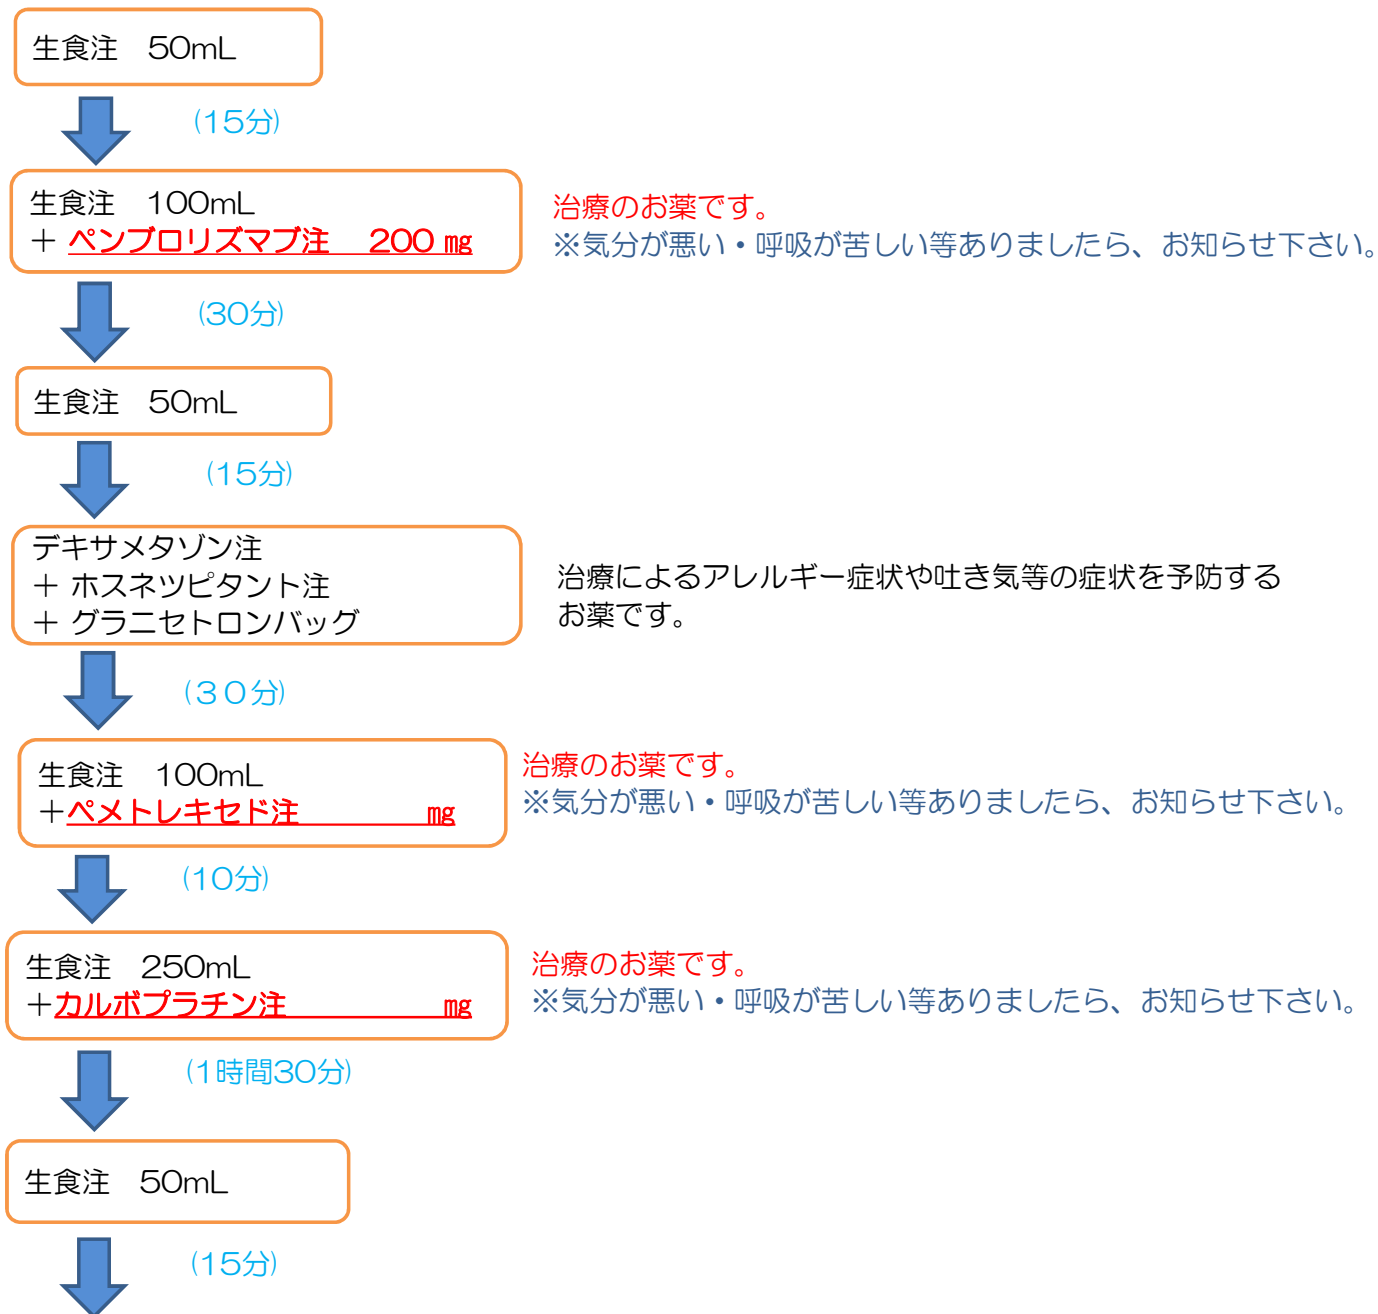 生食注　50mL
(15分)
生食注　100mL
＋ ペンブロリズマブ注　200 ㎎
治療のお薬です。
※気分が悪い・呼吸が苦しい等ありましたら、お知らせ下さい。
(30分)
生食注　50mL
(15分)
デキサメタゾン注
＋ ホスネツピタント注
＋ グラニセトロンバッグ
治療によるアレルギー症状や吐き気等の症状を予防する
お薬です。
(３０分)
生食注　100mL
＋ペメトレキセド注　　　　㎎
治療のお薬です。
※気分が悪い・呼吸が苦しい等ありましたら、お知らせ下さい。
(10分)
生食注　250mL
＋カルボプラチン注　　　　　㎎
治療のお薬です。
※気分が悪い・呼吸が苦しい等ありましたら、お知らせ下さい。
(1時間30分)
生食注　50mL
(15分)